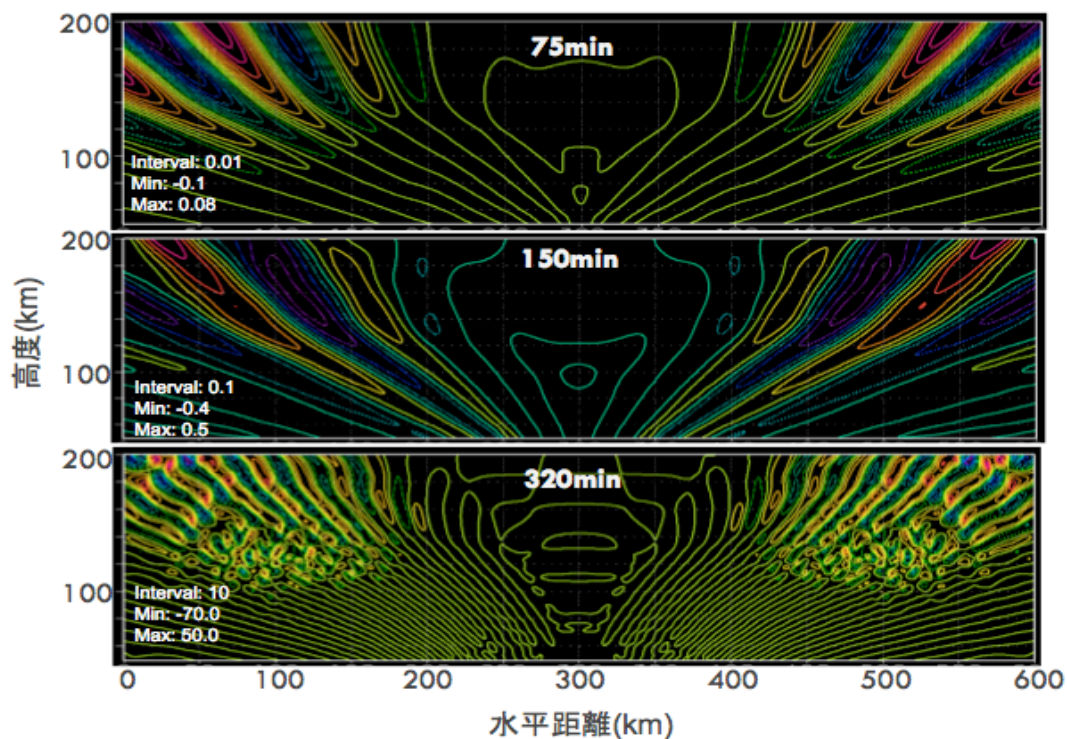 200
75min
100
Interval: 0.01
Min: -0.1
Max: 0.08
200
150min
100
Interval: 0.1
Min: -0.4
Max: 0.5
200
320min
100
Interval: 10
Min: -70.0
Max: 50.0
高度(km)
0 100 200 300 400 500 600
水平距離(km)